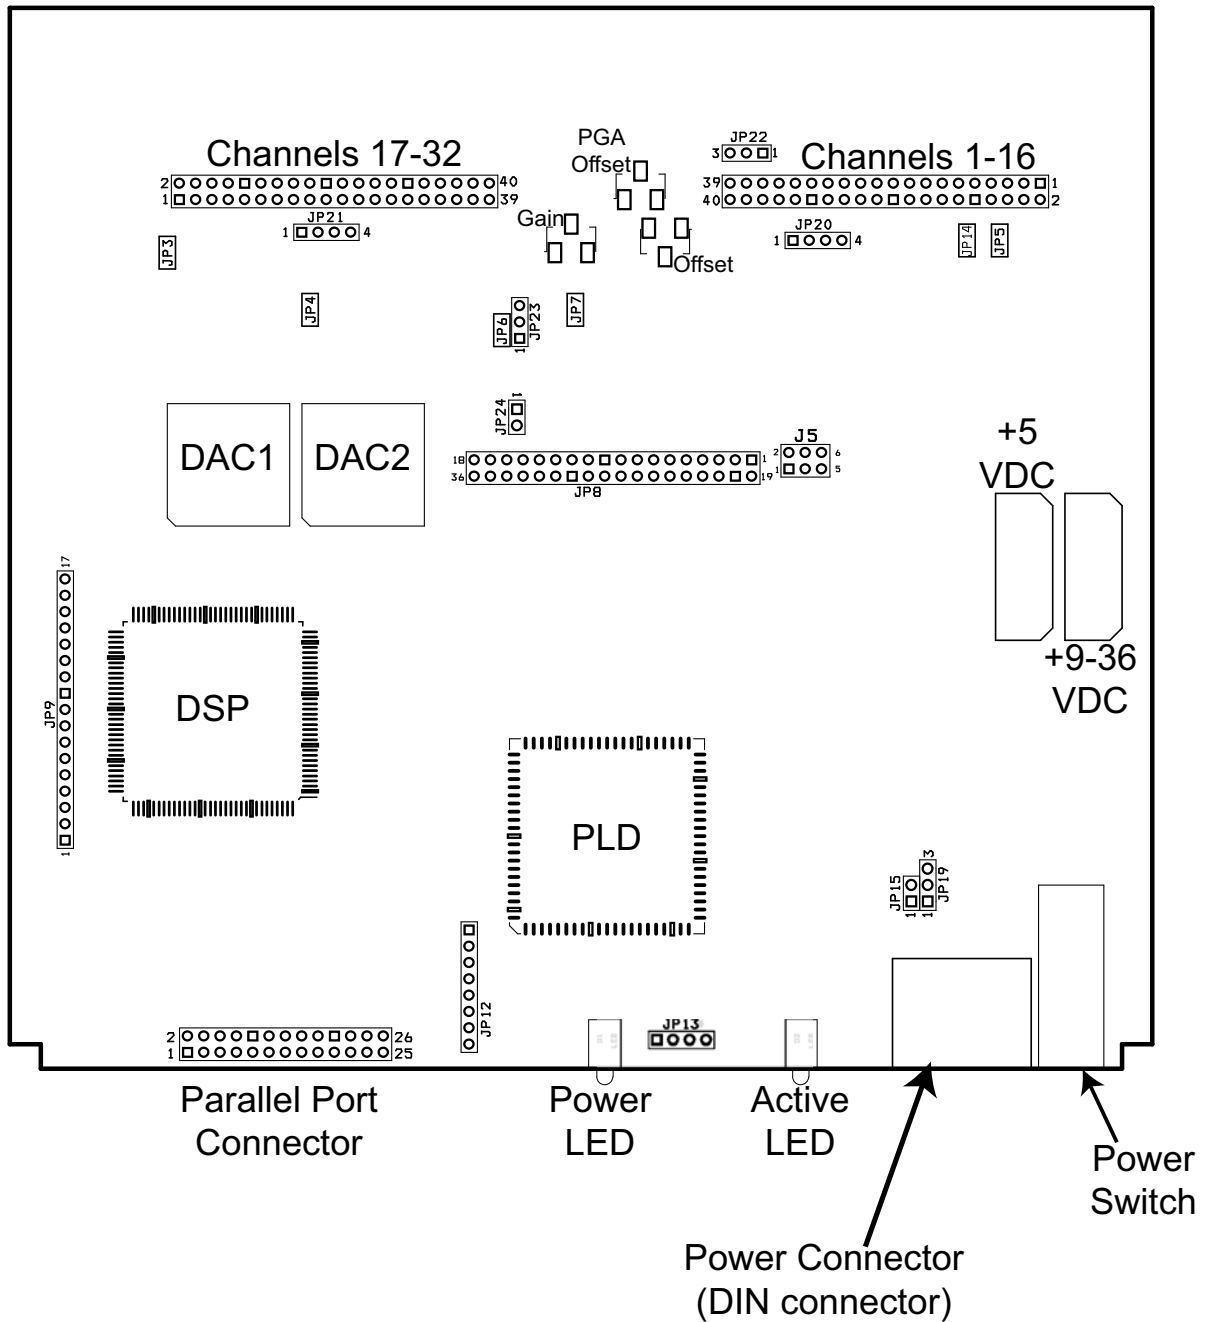 PGA
Offset
JP22
3 1
Channels 17-32
Channels 1-16
2 40
1 39
39 1
40 2
JP21
1 4
Gain
Offset
JP20
1 4
JP3
JP14
JP5
JP4
JP6
JP23
1
JP7
JP24
1
DAC1
DAC2
18 1
36 19
JP8
J5
2 6
1 5
+5
VDC
+9-36
VDC
17
JP9
1
DSP
PLD
JP15
1
3
JP19
1
JP12
JP13
D1
LED
D2
LED
2 26
1 25
Parallel Port
Connector
Power
LED
Active
LED
Power
Switch
Power Connector
(DIN connector)